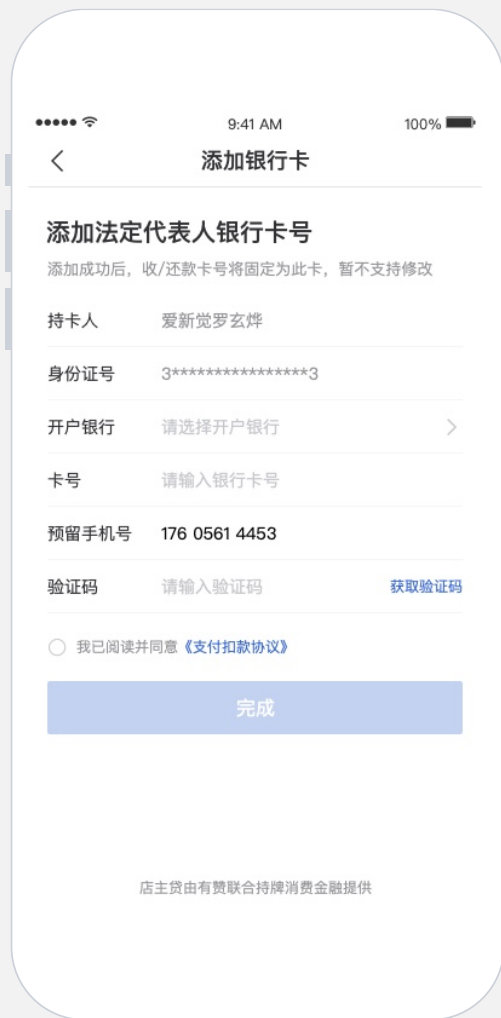 9:41 AM 100%
添加银行卡
添加法定代表人银行卡号
添加成功后，收/还款卡号将固定为此卡，暂不支持修改
持卡人 爱新觉罗玄烨
身份证号 3****************3
开户银行 请选择开户银行
卡号 请输入银行卡号
预留手机号 176 0561 4453
验证码 请输入验证码 获取验证码
我已阅读并同意《支付扣款协议》
完成
店主贷由有赞联合持牌消费金融提供